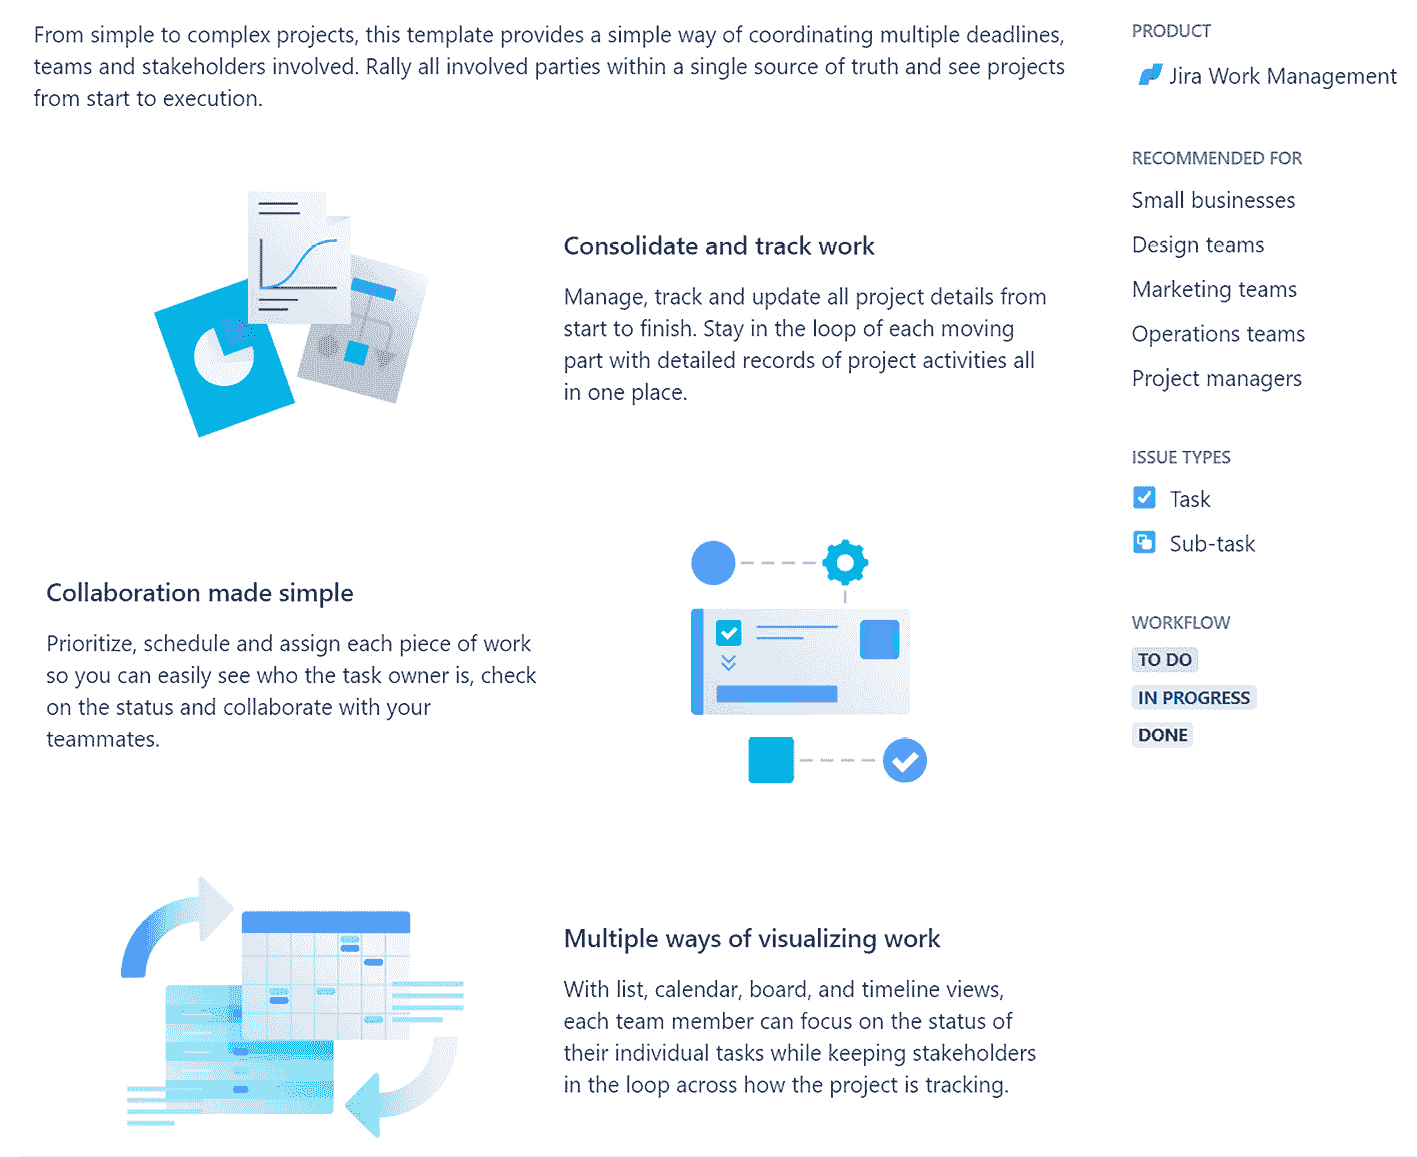 From simple to complex projects, this template provides a simple way of coordinating multiple deadlines,
teams and stakeholders involved. Rally all involved parties within a single source of truth and see projects
from start to execution.
Consolidate and track work
Manage, track and update all project details from
start to finish. Stay in the loop of each moving
part with detailed records of project activities all
in one place.
Collaboration made simple
Prioritize, schedule and assign each piece of work
so you can easily see who the task owner is, check
on the status and collaborate with your
teammates.
Multiple ways of visualizing work
With list, calendar, board, and timeline views,
each team member can focus on the status of
their individual tasks while keeping stakeholders
in the loop across how the project is tracking.
PRODUCT
Jira Work Management
RECOMMENDED FOR
Small businesses
Design teams
Marketing teams
Operations teams
Project managers
ISSUE TYPES
Task
Sub-task
WORKFLOW
TO DO
IN PROGRESS
DONE